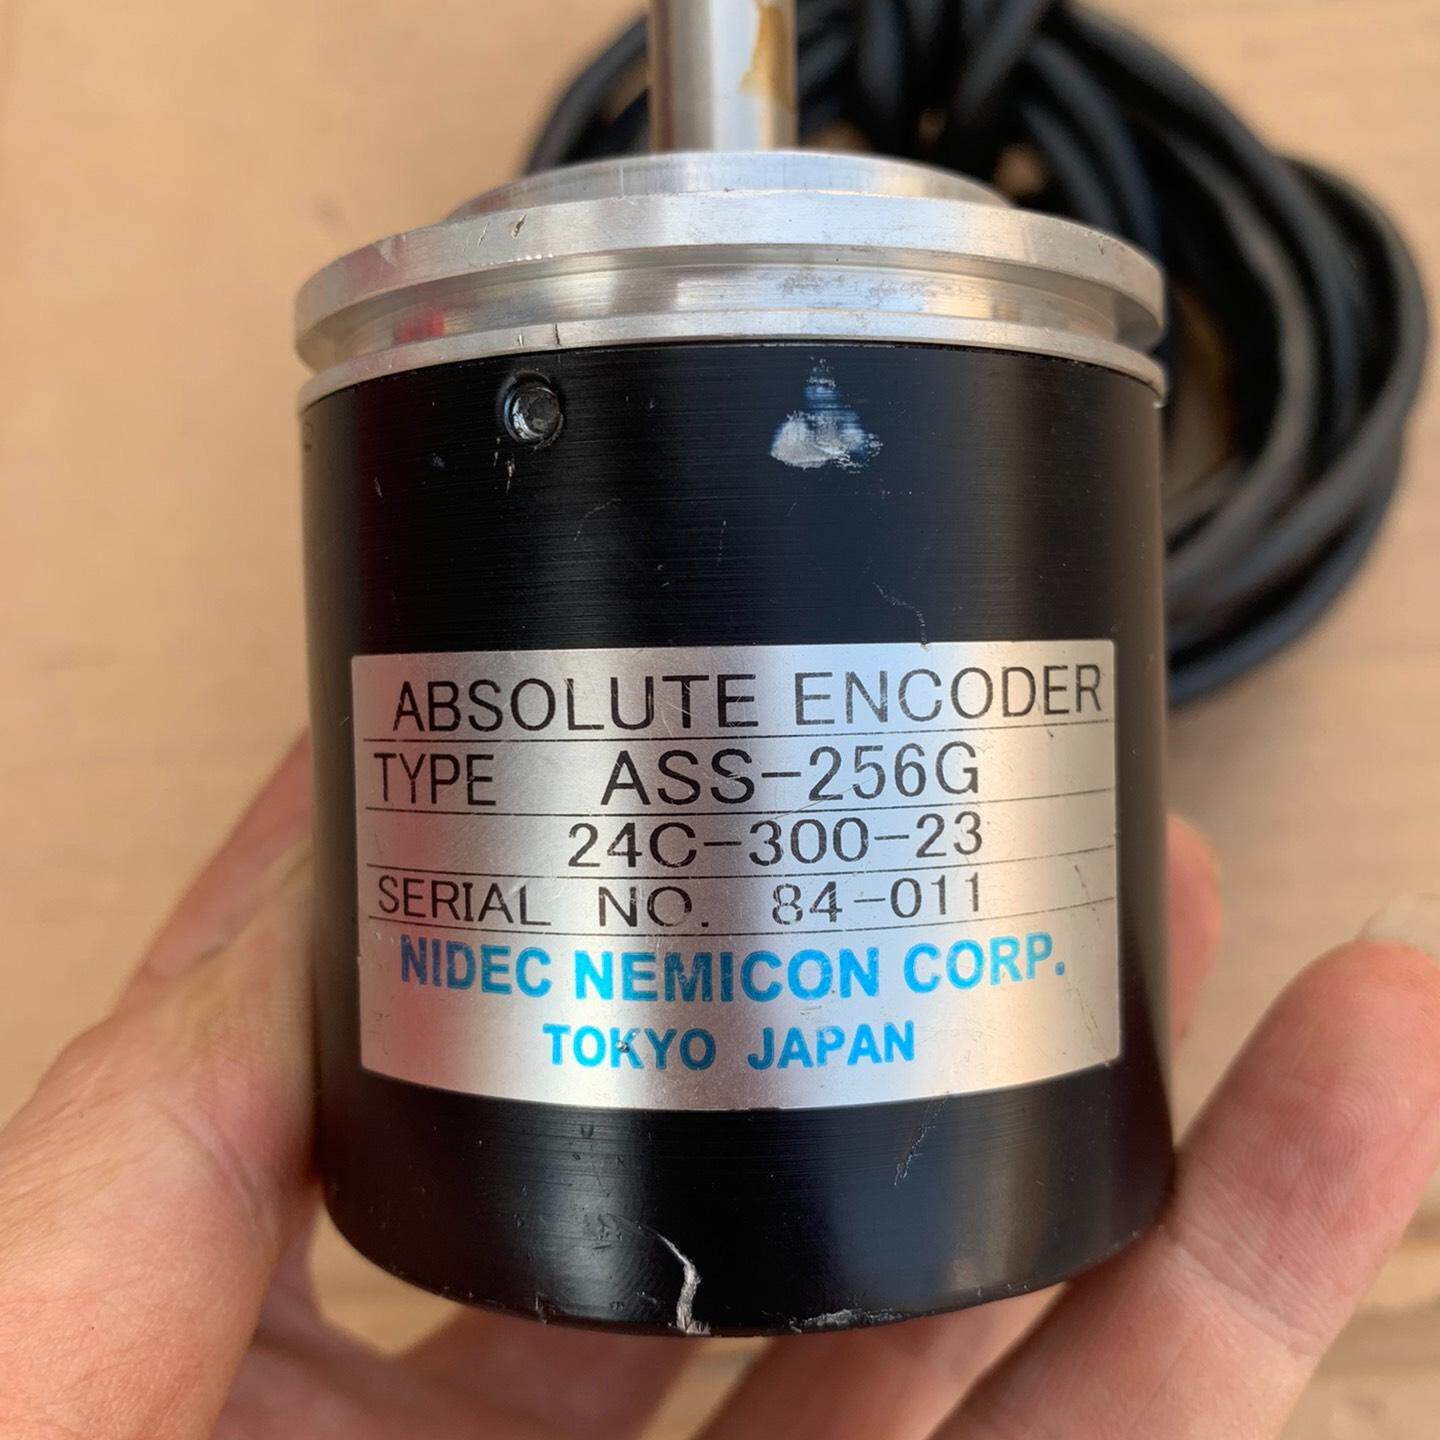 ABSOLUTE ENCODER
TYPE ASS-256G
24C-300-23
SERIAL NO. 84-011
NIDEC NEMICON CORP.
TOKYO JAPAN